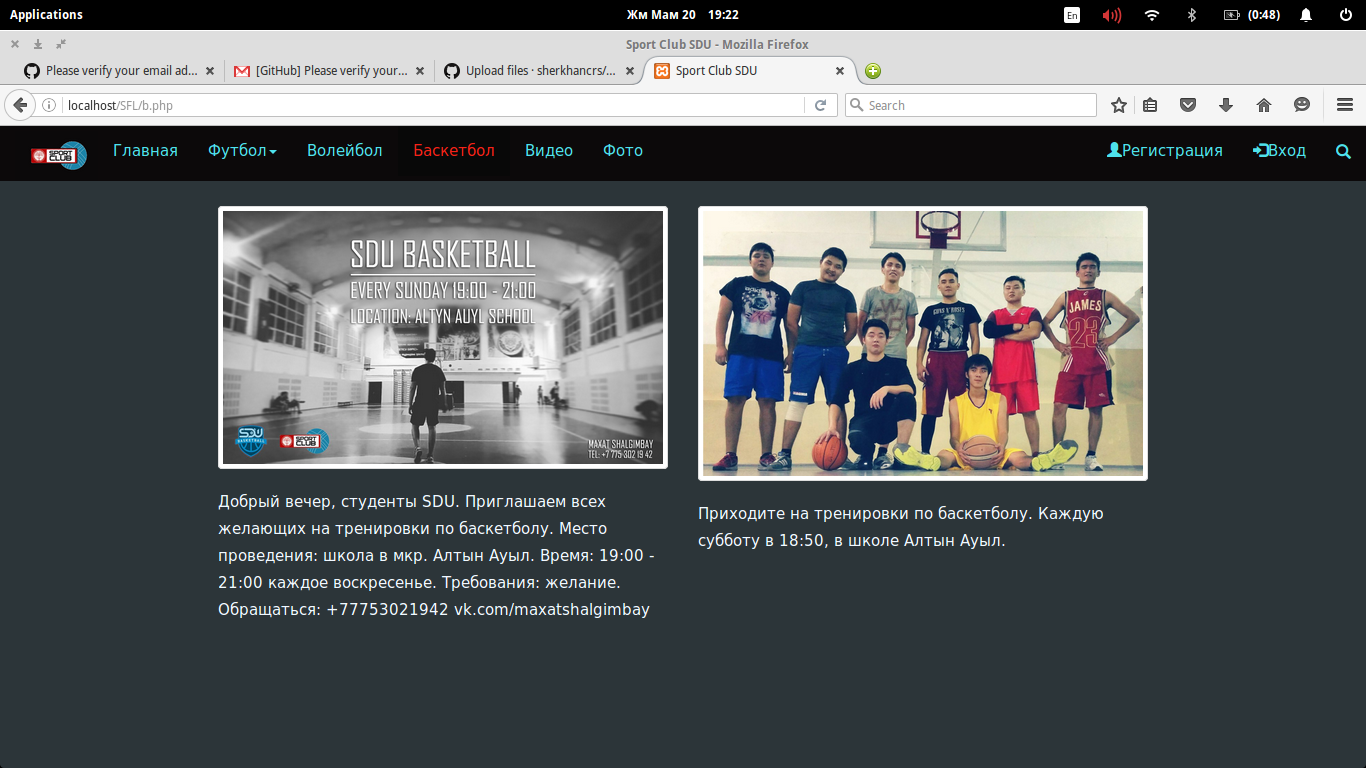 Applications
Жм Мам 20 19:22
En
(0:48)
Sport Club SDU - Mozilla Firefox
Please verify your email ad...
[GitHub] Please verify your...
Upload files · sherkhancrs/...
Sport Club SDU
localhost/SFL/b.php
Search
SPORT
CLUB
Главная
Футбол
Волейбол
Баскетбол
Видео
Фото
Регистрация
Вход
SDU BASKETBALL
EVERY SUNDAY 19:00 - 21:00
LOCATION: ALTYN AUYL SCHOOL
SDU
BASKETBALL
SPORT
CLUB
MAXAT SHALGIMBAY
TEL: +7 775 302 19 42
GUNS N' ROSES
JAMES
23
Добрый вечер, студенты SDU. Приглашаем всех
желающих на тренировки по баскетболу. Место
проведения: школа в мкр. Алтын Ауыл. Время: 19:00 -
21:00 каждое воскресенье. Требования: желание.
Обращаться: +77753021942 vk.com/maxatshalgimbay
Приходите на тренировки по баскетболу. Каждую
субботу в 18:50, в школе Алтын Ауыл.